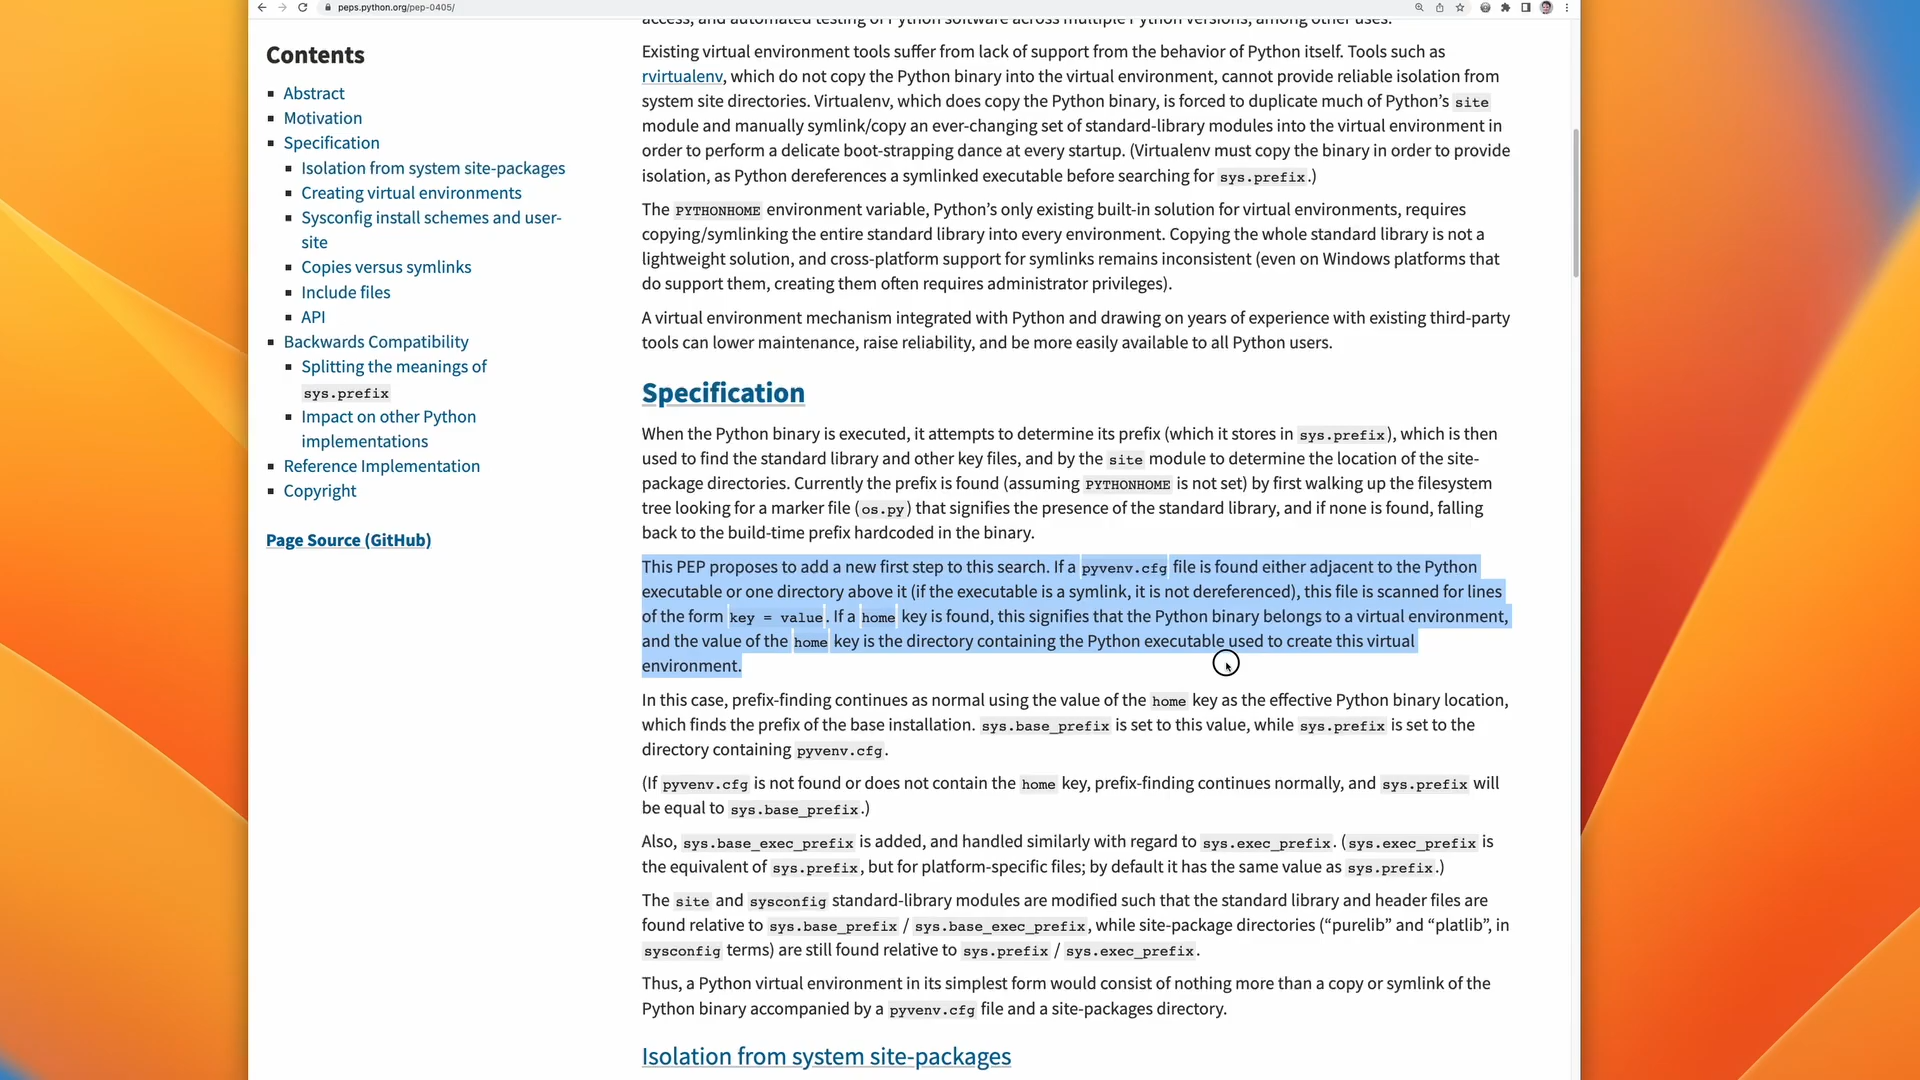 peps.python.org/pep-0405/
Contents
Abstract
Motivation
Specification
Isolation from system site-packages
Creating virtual environments
Sysconfig install schemes and user-
site
Copies versus symlinks
Include files
API
Backwards Compatibility
Splitting the meanings of
sys.prefix
Impact on other Python
implementations
Reference Implementation
Copyright
Page Source (GitHub)
access, and automated testing of Python software across multiple Python versions, among other uses.
Existing virtual environment tools suffer from lack of support from the behavior of Python itself. Tools such as
rvirtualenv, which do not copy the Python binary into the virtual environment, cannot provide reliable isolation from
system site directories. Virtualenv, which does copy the Python binary, is forced to duplicate much of Python’s site
module and manually symlink/copy an ever-changing set of standard-library modules into the virtual environment in
order to perform a delicate boot-strapping dance at every startup. (Virtualenv must copy the binary in order to provide
isolation, as Python dereferences a symlinked executable before searching for sys.prefix.)
The PYTHONHOME environment variable, Python’s only existing built-in solution for virtual environments, requires
copying/symlinking the entire standard library into every environment. Copying the whole standard library is not a
lightweight solution, and cross-platform support for symlinks remains inconsistent (even on Windows platforms that
do support them, creating them often requires administrator privileges).
A virtual environment mechanism integrated with Python and drawing on years of experience with existing third-party
tools can lower maintenance, raise reliability, and be more easily available to all Python users.
Specification
When the Python binary is executed, it attempts to determine its prefix (which it stores in sys.prefix), which is then
used to find the standard library and other key files, and by the site module to determine the location of the site-
package directories. Currently the prefix is found (assuming PYTHONHOME is not set) by first walking up the filesystem
tree looking for a marker file (os.py) that signifies the presence of the standard library, and if none is found, falling
back to the build-time prefix hardcoded in the binary.
This PEP proposes to add a new first step to this search. If a pyvenv.cfg file is found either adjacent to the Python
executable or one directory above it (if the executable is a symlink, it is not dereferenced), this file is scanned for lines
of the form key = value. If a home key is found, this signifies that the Python binary belongs to a virtual environment,
and the value of the home key is the directory containing the Python executable used to create this virtual
environment.
In this case, prefix-finding continues as normal using the value of the home key as the effective Python binary location,
which finds the prefix of the base installation. sys.base_prefix is set to this value, while sys.prefix is set to the
directory containing pyvenv.cfg.
(If pyvenv.cfg is not found or does not contain the home key, prefix-finding continues normally, and sys.prefix will
be equal to sys.base_prefix.)
Also, sys.base_exec_prefix is added, and handled similarly with regard to sys.exec_prefix. (sys.exec_prefix is
the equivalent of sys.prefix, but for platform-specific files; by default it has the same value as sys.prefix.)
The site and sysconfig standard-library modules are modified such that the standard library and header files are
found relative to sys.base_prefix / sys.base_exec_prefix, while site-package directories (“purelib” and “platlib”, in
sysconfig terms) are still found relative to sys.prefix / sys.exec_prefix.
Thus, a Python virtual environment in its simplest form would consist of nothing more than a copy or symlink of the
Python binary accompanied by a pyvenv.cfg file and a site-packages directory.
Isolation from system site-packages